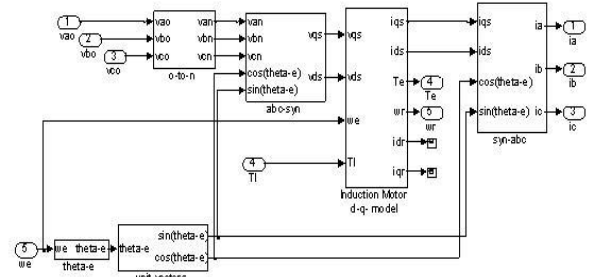 1
vao
2
vbo
3
vco
vao van
vbo vbn
vco vcn
o-to-n
van
vbn
vcn
cos(theta-e)
sin(theta-e)
vqs
vds
abc-syn
vqs
vds
we
Tl
iqs
ids
Te
wr
idr
iqr
Induction Motor
d-q- model
4
Te
5
wr
4
Tl
iqs
ids
cos(theta-e)
sin(theta-e)
ia
ib
ic
syn-abc
1
ia
2
ib
3
ic
5
we
we theta-e
theta-e
theta-e
sin(theta-e)
cos(theta-e)